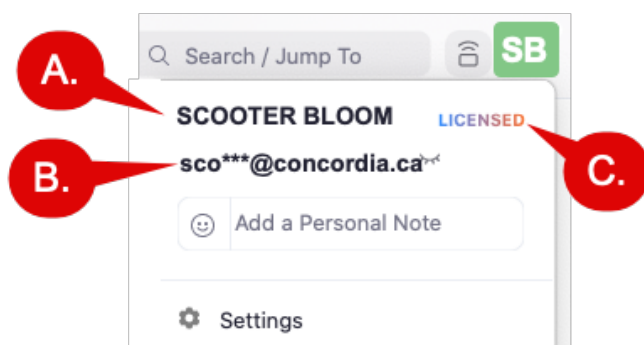 Search / Jump To
SB
A.
SCOOTER BLOOM
LICENSED
B.
sco***@concordia.ca
C.
Add a Personal Note
Settings